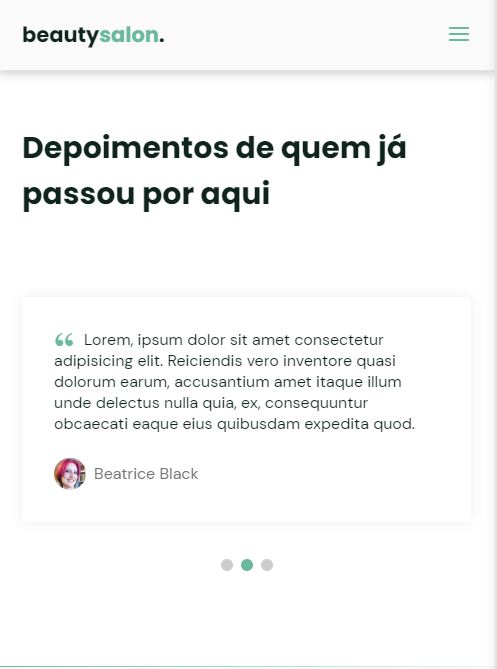 beautysalon.
Depoimentos de quem já
passou por aqui
“ Lorem, ipsum dolor sit amet consectetur
adipisicing elit. Reiciendis vero inventore quasi
dolorum earum, accusantium amet itaque illum
unde delectus nulla quia, ex, consequuntur
obcaecati eaque eius quibusdam expedita quod.
Beatrice Black